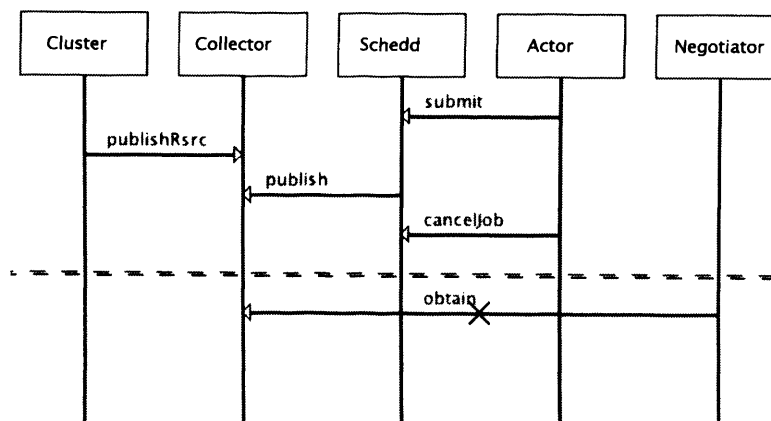 Cluster
Collector
Schedd
Actor
Negotiator
submit
publishRsrc
publish
cancelJob
obtain